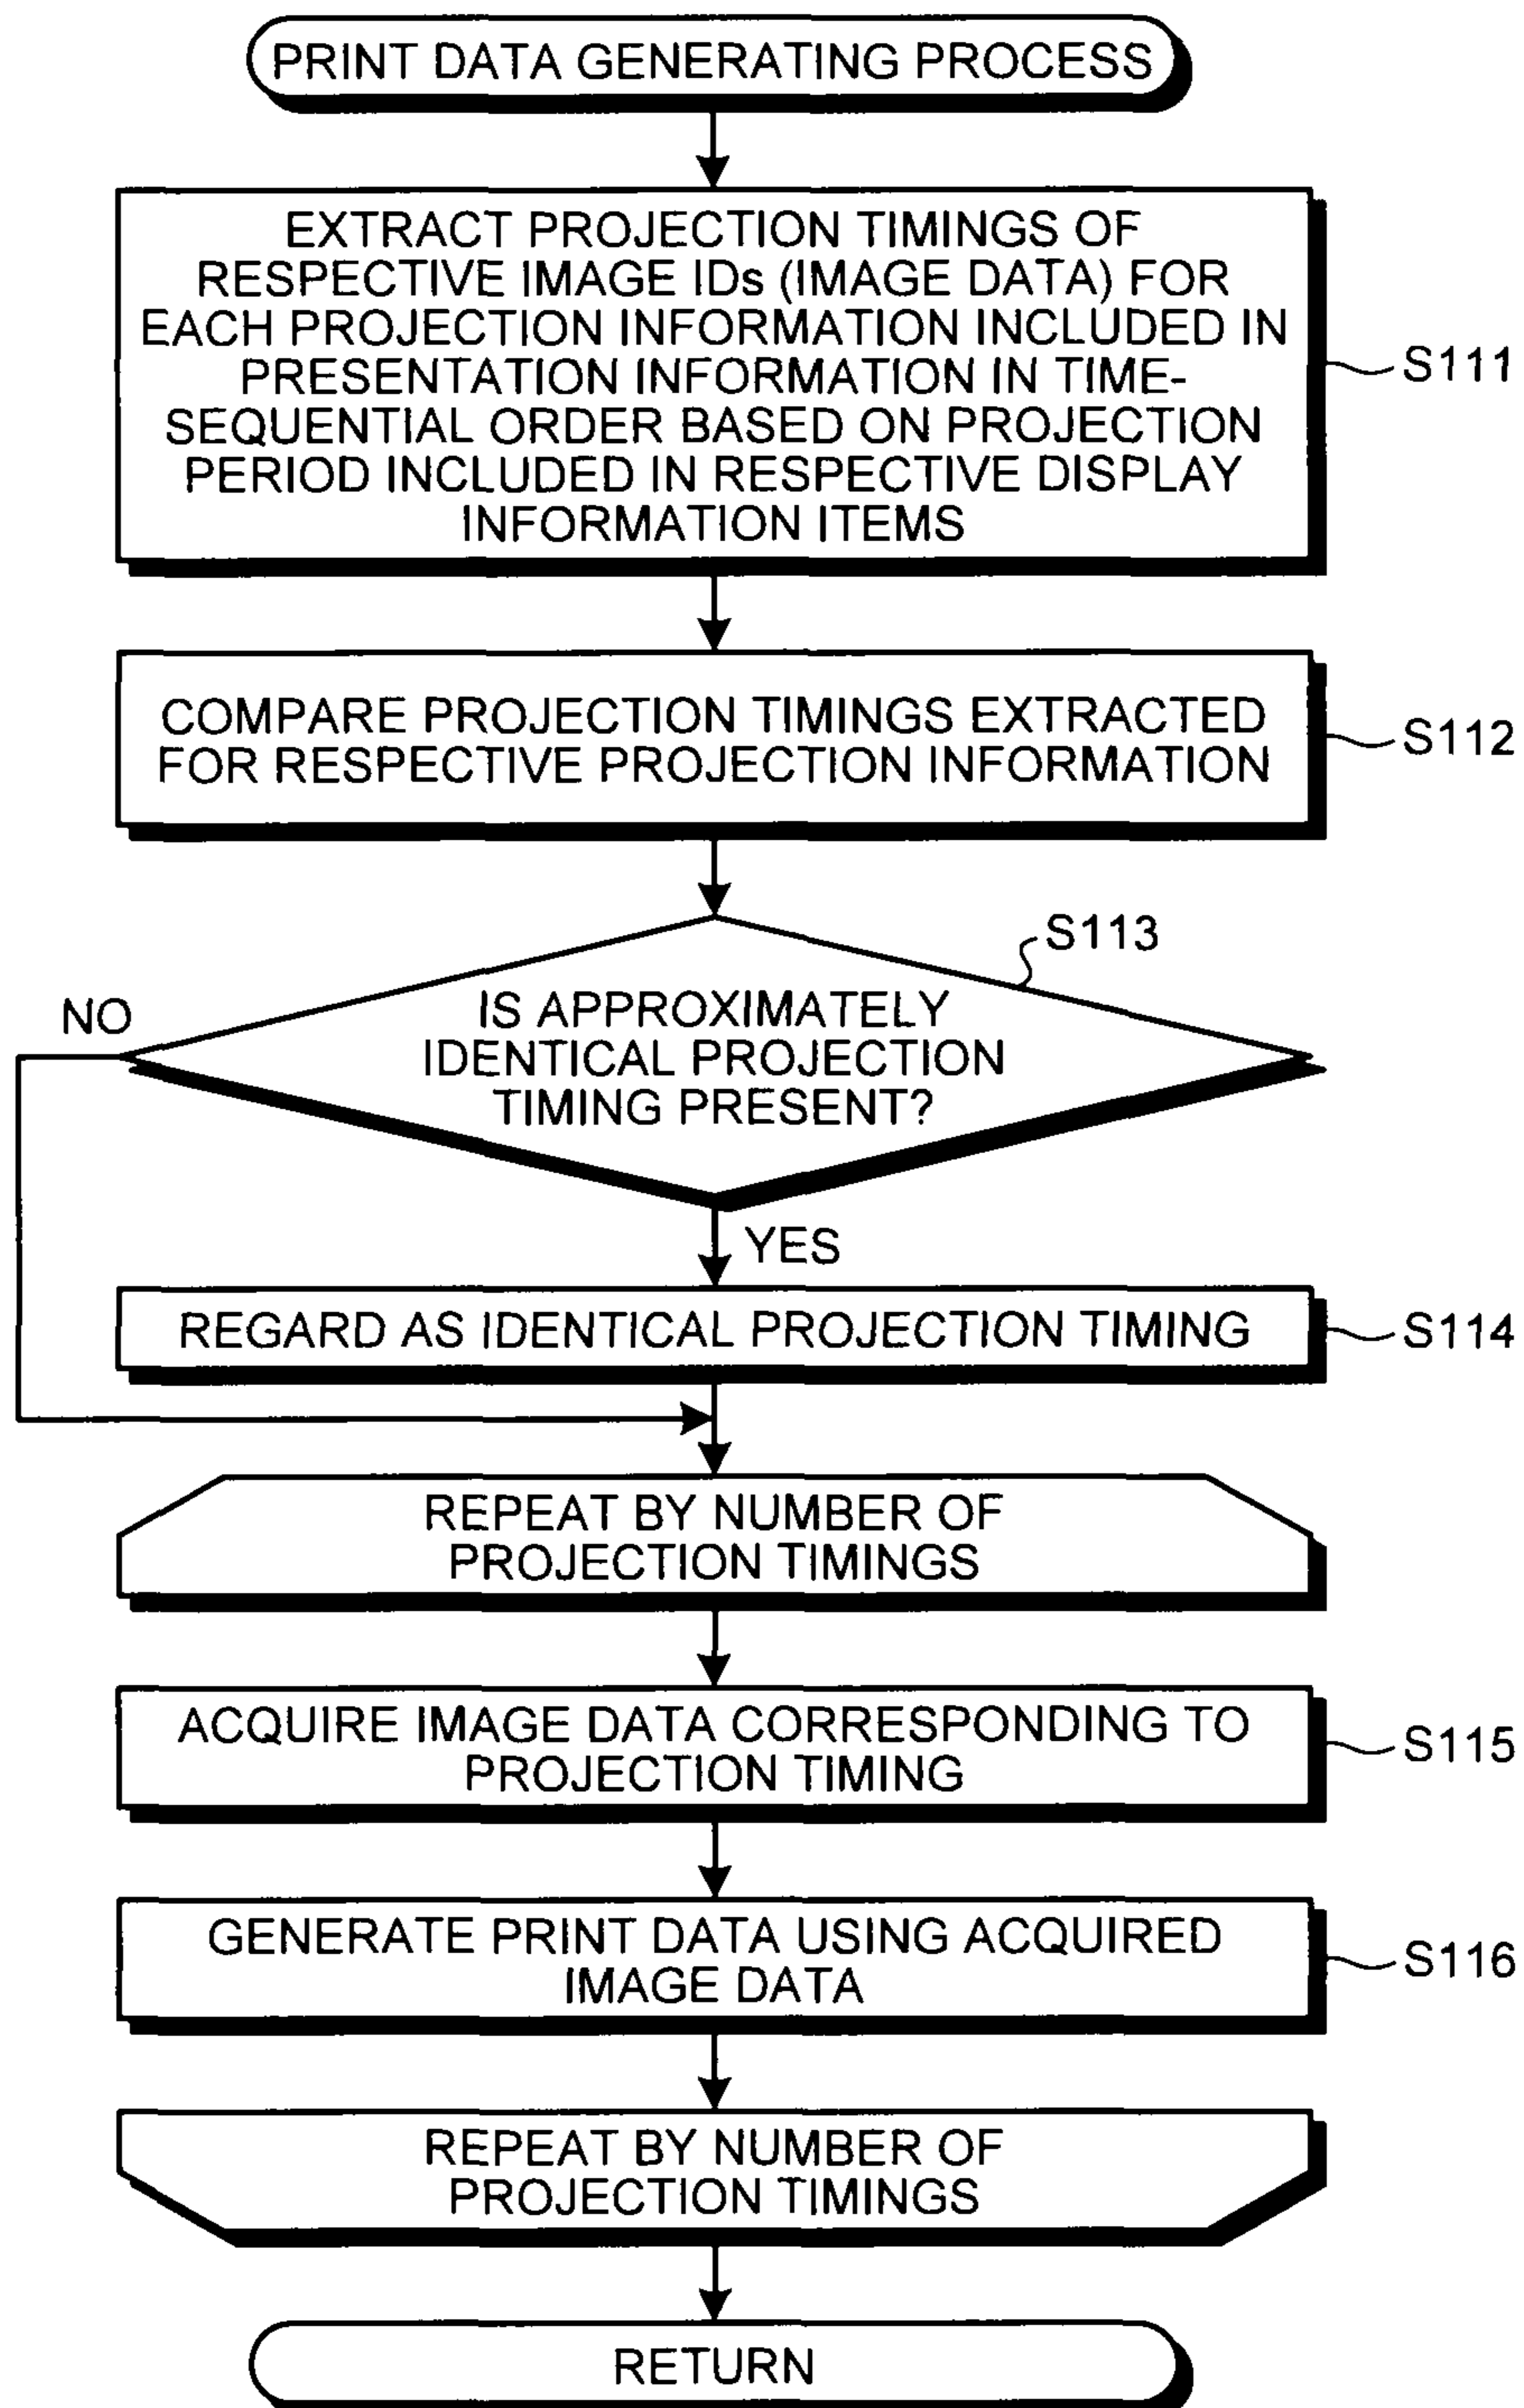 PRINT DATA GENERATING PROCESS
EXTRACT PROJECTION TIMINGS OF
RESPECTIVE IMAGE IDs (IMAGE DATA) FOR
EACH PROJECTION INFORMATION INCLUDED IN
PRESENTATION INFORMATION IN TIME-
SEQUENTIAL ORDER BASED ON PROJECTION
PERIOD INCLUDED IN RESPECTIVE DISPLAY
INFORMATION ITEMS
S111
COMPARE PROJECTION TIMINGS EXTRACTED
FOR RESPECTIVE PROJECTION INFORMATION
S112
S113
NO
IS APPROXIMATELY
IDENTICAL PROJECTION
TIMING PRESENT?
YES
REGARD AS IDENTICAL PROJECTION TIMING
S114
REPEAT BY NUMBER OF
PROJECTION TIMINGS
ACQUIRE IMAGE DATA CORRESPONDING TO
PROJECTION TIMING
S115
GENERATE PRINT DATA USING ACQUIRED
IMAGE DATA
S116
REPEAT BY NUMBER OF
PROJECTION TIMINGS
RETURN